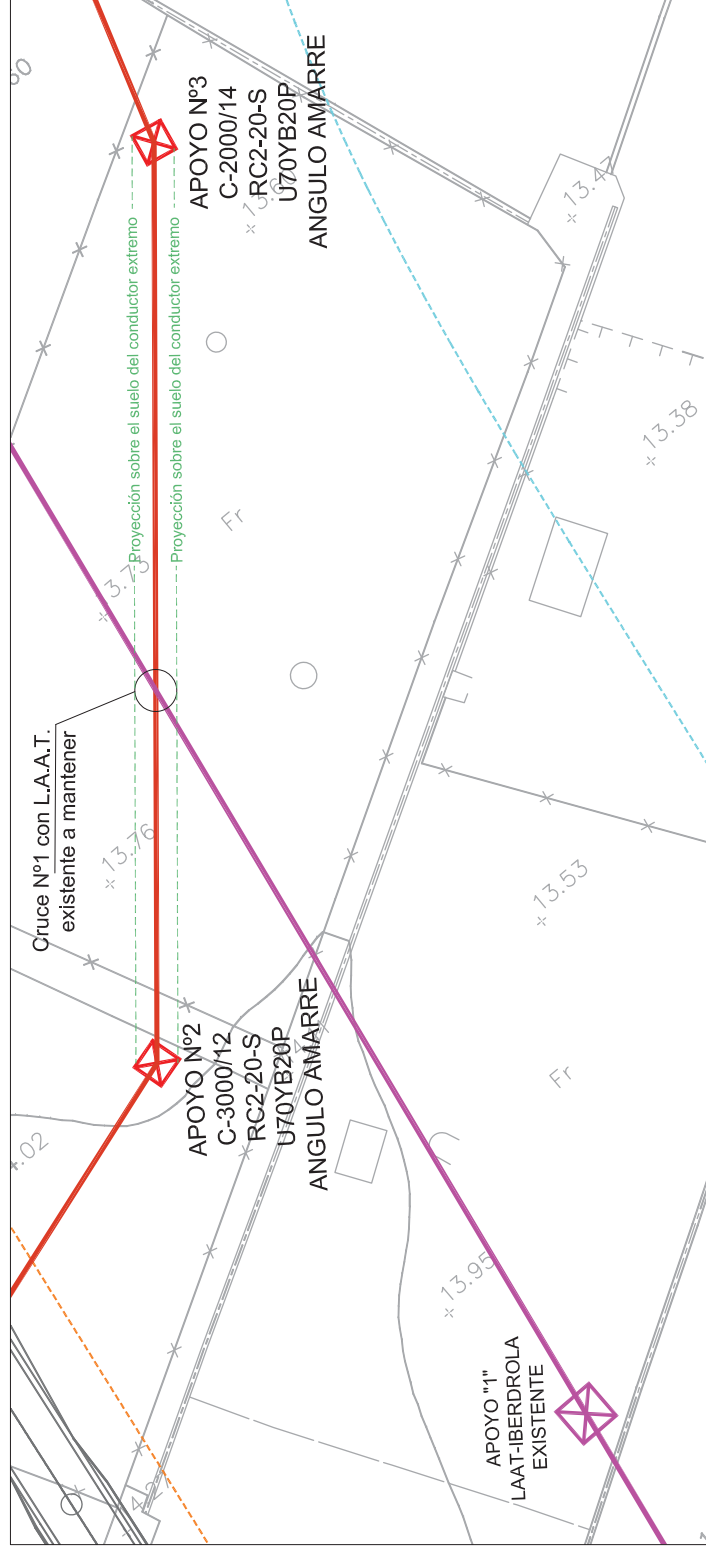 Cruce Nº1 con L.A.A.T.
existente a mantener
Proyección sobre el suelo del conductor extremo
Proyección sobre el suelo del conductor extremo
APOYO Nº2
C-3000/12
RC2-20-S
U70YB20P
ANGULO AMARRE
APOYO Nº3
C-2000/14
RC2-20-S
U70YB20P
ANGULO AMARRE
APOYO "1"
LAAT-IBERDROLA
EXISTENTE
13.76
13.47
13.38
13.53
13.95
Fr
Fr